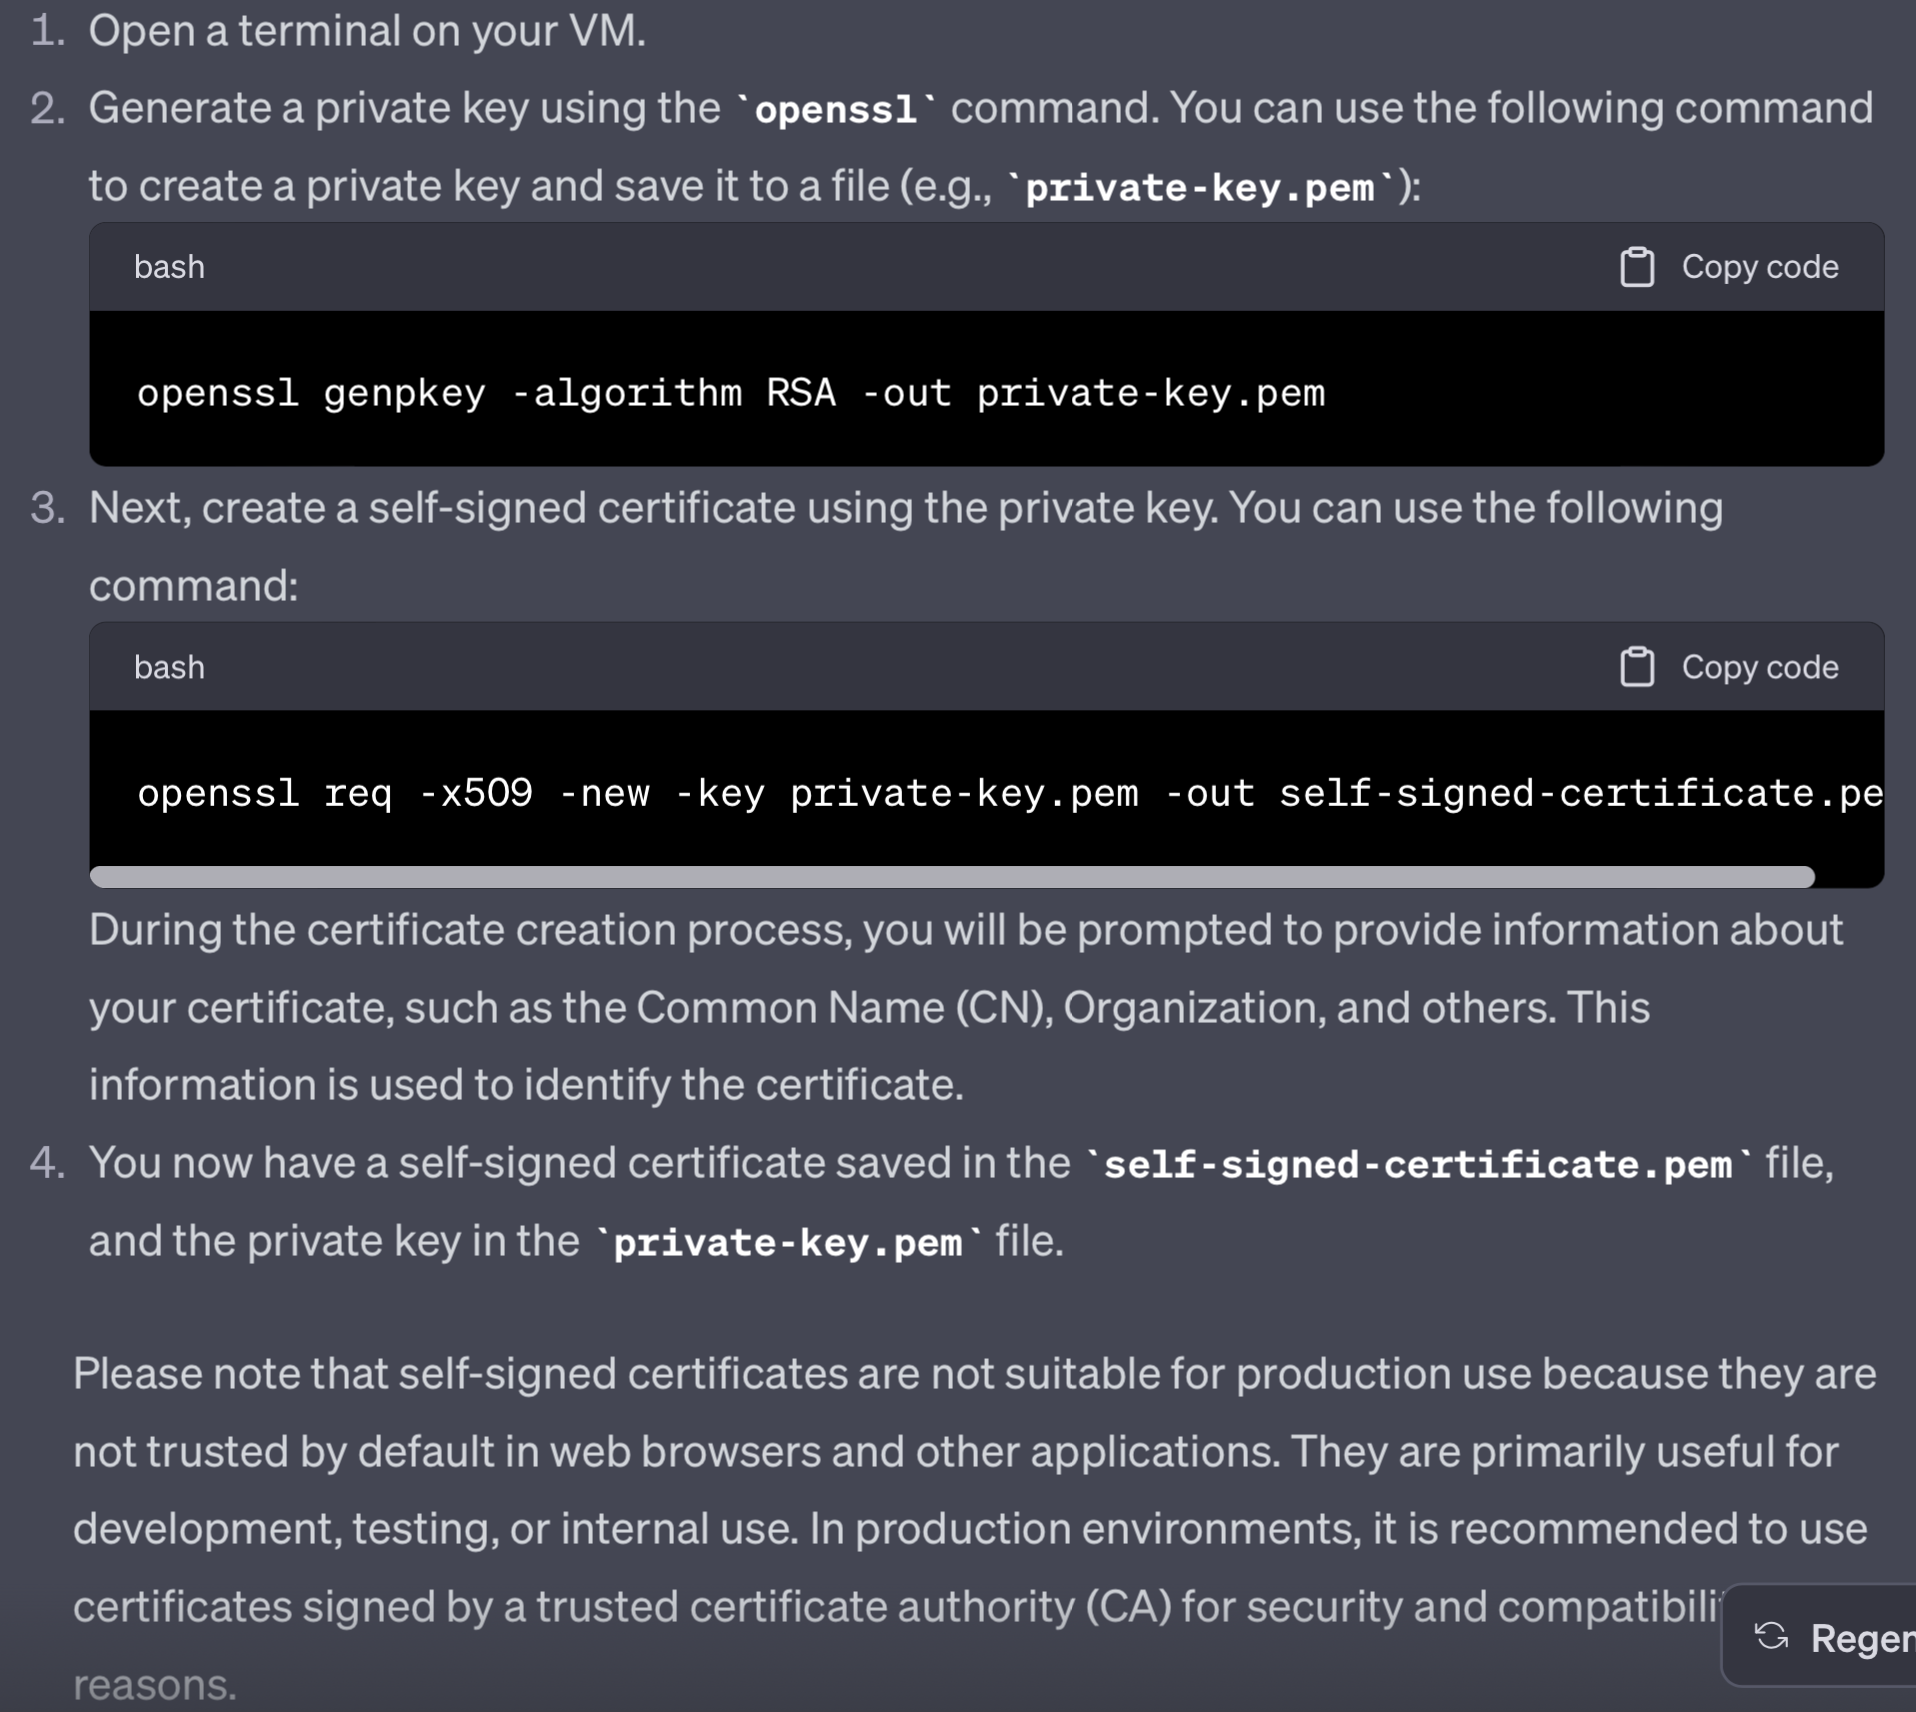 1. Open a terminal on your VM.
2. Generate a private key using the `openssl` command. You can use the following command
to create a private key and save it to a file (e.g., `private-key.pem`):
bash Copy code
openssl genpkey -algorithm RSA -out private-key.pem
3. Next, create a self-signed certificate using the private key. You can use the following
command:
bash Copy code
openssl req -x509 -new -key private-key.pem -out self-signed-certificate.pe
During the certificate creation process, you will be prompted to provide information about
your certificate, such as the Common Name (CN), Organization, and others. This
information is used to identify the certificate.
4. You now have a self-signed certificate saved in the `self-signed-certificate.pem` file,
and the private key in the `private-key.pem` file.
Please note that self-signed certificates are not suitable for production use because they are
not trusted by default in web browsers and other applications. They are primarily useful for
development, testing, or internal use. In production environments, it is recommended to use
certificates signed by a trusted certificate authority (CA) for security and compatibili
Regen
reasons.